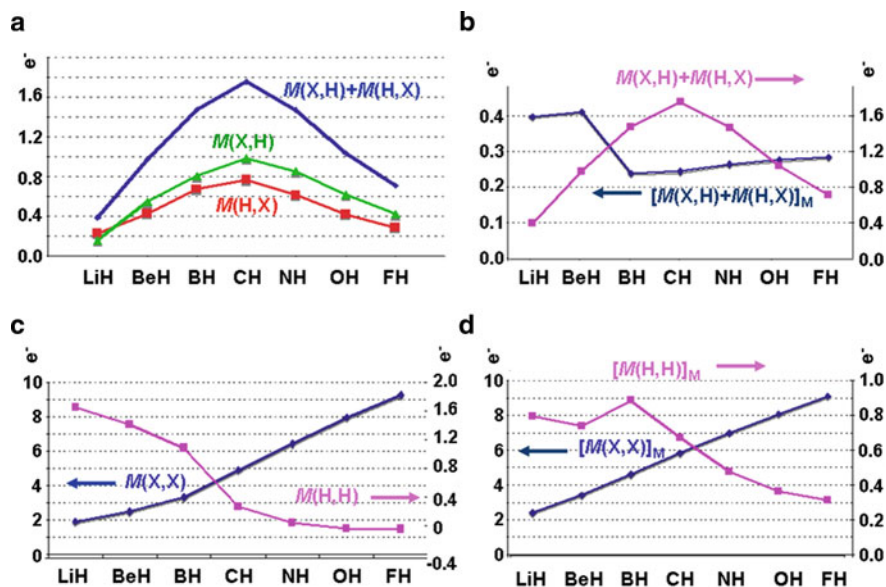 a
e⁻
1.6
1.2
0.8
0.4
0.0
M(X,H)+M(H,X)
M(X,H)
M(H,X)
LiH BeH BH CH NH OH FH
b
e⁻
0.4
0.3
0.2
0.1
0.0
M(X,H)+M(H,X)
[M(X,H)+M(H,X)]M
e⁻
1.6
1.2
0.8
0.4
0.0
LiH BeH BH CH NH OH FH
c
e⁻
10
8
6
4
2
0
M(X,X)
M(H,H)
e⁻
2.0
1.6
1.2
0.8
0.4
0
-0.4
LiH BeH BH CH NH OH FH
d
e⁻
10
8
6
4
2
0
[M(H,H)]M
[M(X,X)]M
e⁻
1.0
0.8
0.6
0.4
0.2
0.0
LiH BeH BH CH NH OH FH